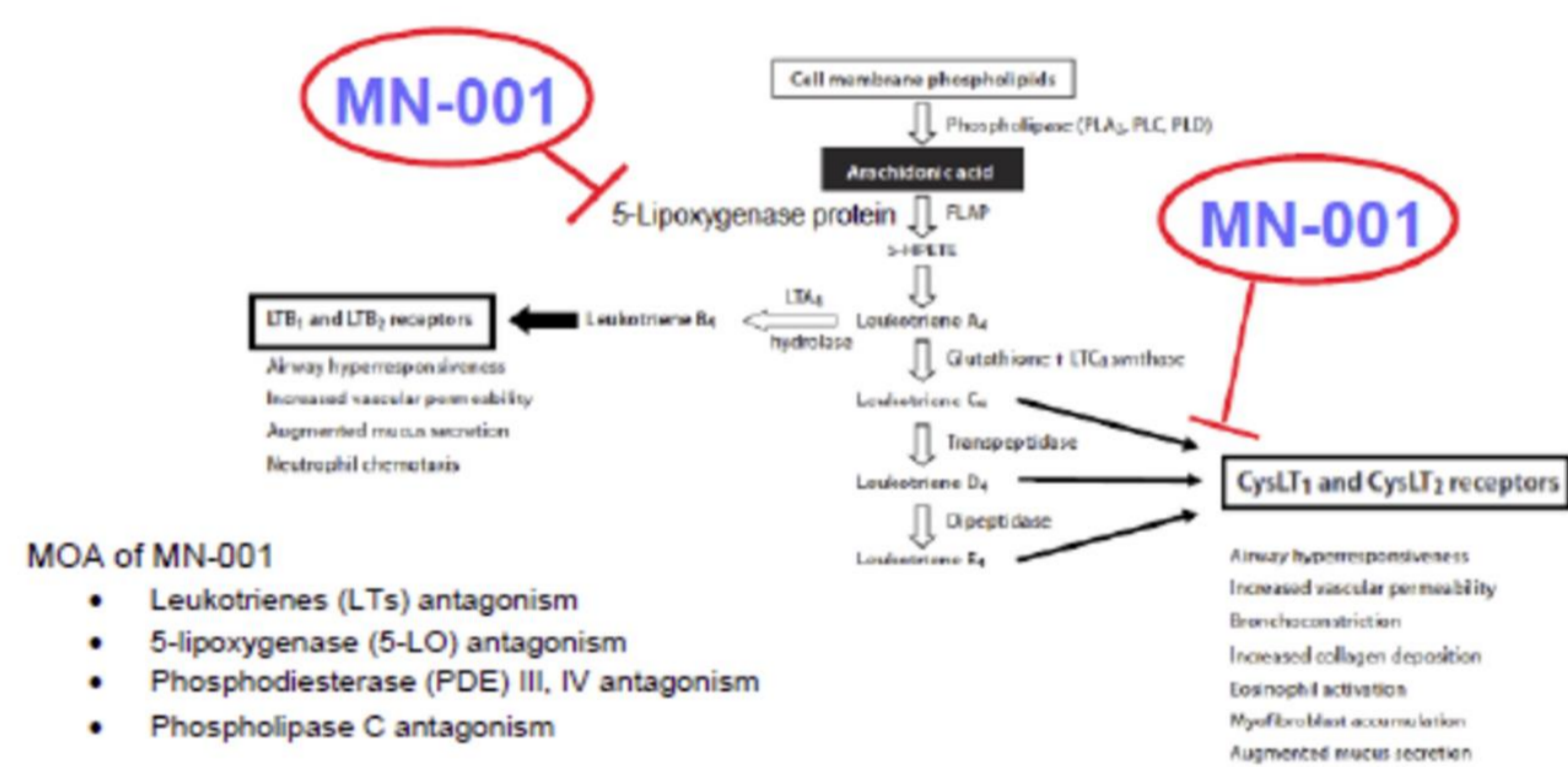 MN-001
Cell membrane phospholipids
Phospholipase (PLA₂, PLC, PLD)
Arachidonic acid
MN-001
5-Lipoxygenase protein
FLAP
5-HPETE
LTB₁ and LTB₂ receptors
Leukotriene B₄
LTA₄
hydrolase
Leukotriene A₄
Airway hyperresponsiveness
Increased vascular permeability
Augmented mucus secretion
Neutrophil chemotaxis
Glutathione + LTC₄ synthase
Leukotriene C₄
Transpeptidase
Leukotriene D₄
Dipeptidase
Leukotriene E₄
CysLT₁ and CysLT₂ receptors
Airway hyperresponsiveness
Increased vascular permeability
Bronchoconstriction
Increased collagen deposition
Eosinophil activation
Myofibroblast accumulation
Augmented mucus secretion
MOA of MN-001
• Leukotrienes (LTs) antagonism
• 5-lipoxygenase (5-LO) antagonism
• Phosphodiesterase (PDE) III, IV antagonism
• Phospholipase C antagonism